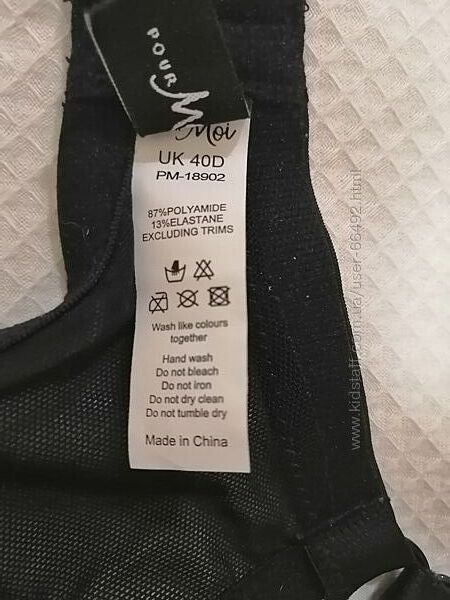 POUR
M
Moi
UK 40D
PM-18902
87%POLYAMIDE
13%ELASTANE
EXCLUDING TRIMS
Wash like colours
together
Hand wash
Do not bleach
Do not iron
Do not dry clean
Do not tumble dry
Made in China
www.kidstaff.com.ua/user-66492.html